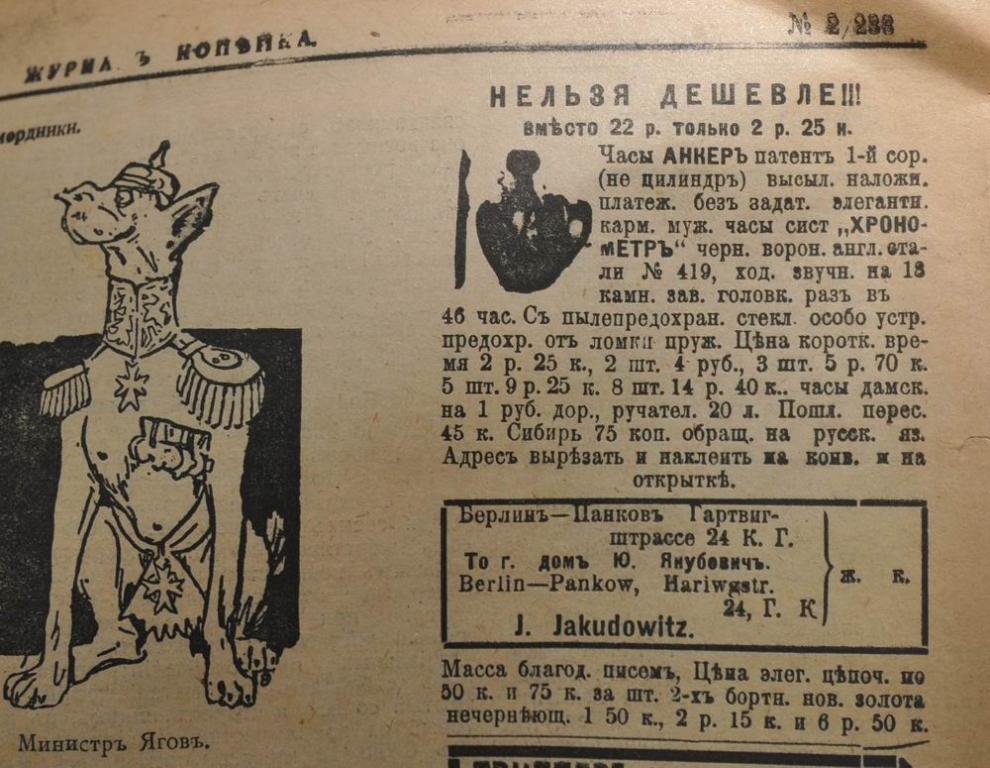 ЖУРНАЛЪ КОПѢЙКА.
№ 2/238
мордники.
Министръ Яговъ.
НЕЛЬЗЯ ДЕШЕВЛЕ!!!
вмѣсто 22 р. только 2 р. 25 к.
Часы АНКЕРЪ патентъ 1-й сор.
(не цилиндръ) высыл. наложн.
платеж. безъ задат. элегантн.
карм. муж. часы сист „ХРОНО-
МЕТРЪ“ черн. ворон. англ. ста-
ли № 419, ход. звучн. на 13
камн. зав. головк. разъ въ
46 час. Съ пылепредохран. стекл. особо устр.
предохр. отъ ломки пруж. Цѣна коротк. вре-
мя 2 р. 25 к., 2 шт. 4 руб., 3 шт. 5 р. 70 к.
5 шт. 9 р. 25 к. 8 шт. 14 р. 40 к.. часы дамск.
на 1 руб. дор., ручател. 20 л. Пошл. перес.
45 к. Сибирь 75 коп. обращ. на русск. яз.
Адресъ вырѣзать и наклеить на конв. и на
открыткѣ.
Берлинъ—Панковъ Гартвиг-
штрассе 24 К. Г.
То г. домъ Ю. Якубовичъ.
Berlin—Pankow, Hariwgstr.
24, Г. К
J. Jakudowitz.
ж. к.
Масса благод. писемъ, Цѣна элег. цѣпоч. по
50 к. и 75 к. за шт. 2-хъ бортн. нов. золота
нечернѣющ. 1 50 к., 2 р. 15 к. и 6 р. 50 к.